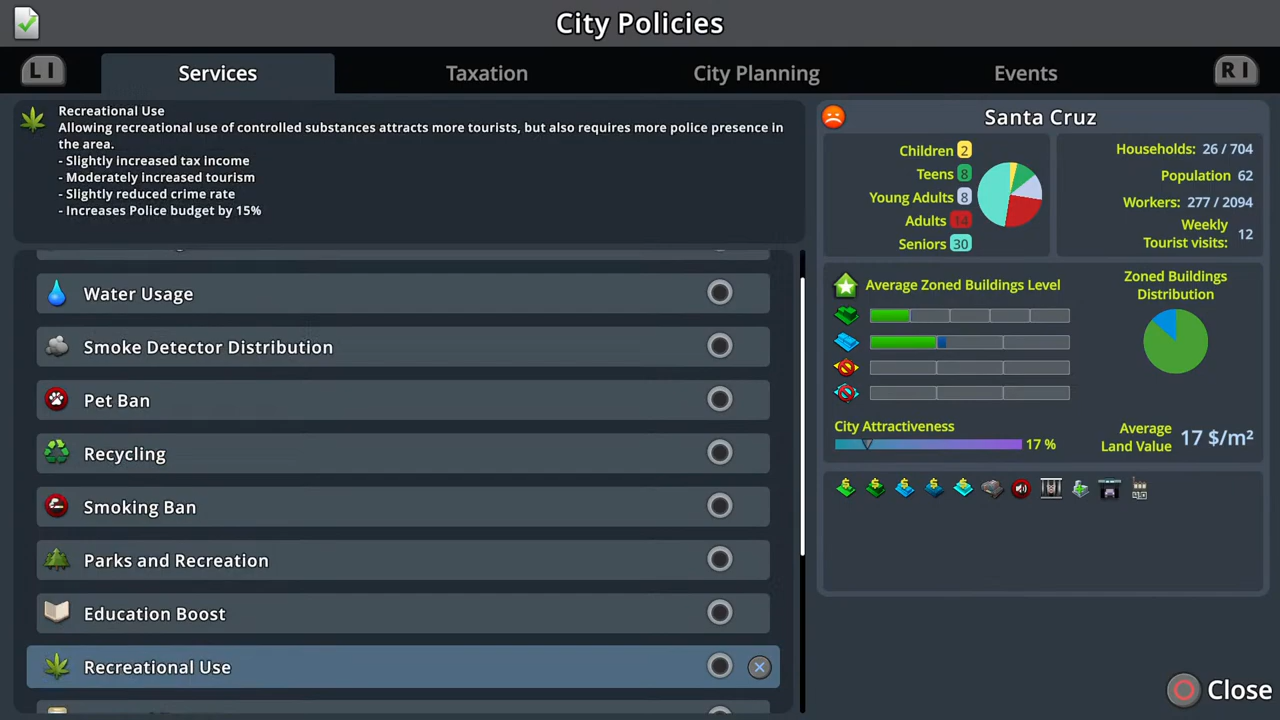 City Policies
L1
Services
Taxation
City Planning
Events
R1
Recreational Use
Allowing recreational use of controlled substances attracts more tourists, but also requires more police presence in
the area.
- Slightly increased tax income
- Moderately increased tourism
- Slightly reduced crime rate
- Increases Police budget by 15%
Water Usage
Smoke Detector Distribution
Pet Ban
Recycling
Smoking Ban
Parks and Recreation
Education Boost
Recreational Use
Santa Cruz
Children 2
Teens 8
Young Adults 8
Adults 14
Seniors 30
Households: 26 / 704
Population 62
Workers: 277 / 2094
Weekly
Tourist visits: 12
Average Zoned Buildings Level
Zoned Buildings
Distribution
City Attractiveness
17 %
Average
Land Value 17 $/m²
Close